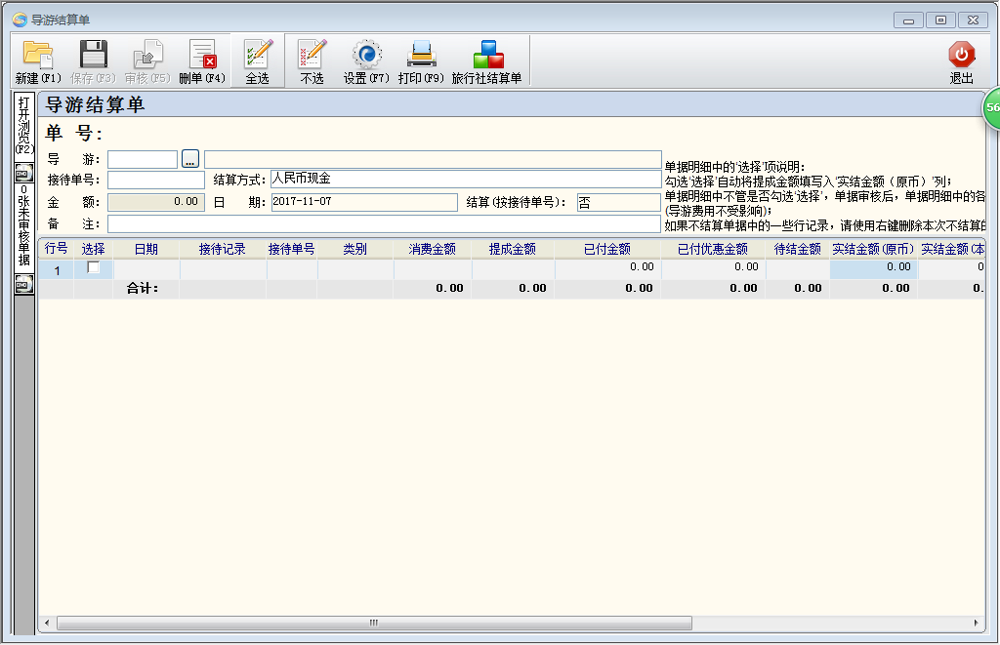 导游结算单
新建(F1) 保存(F3) 审核(F5) 删单(F4) 全选 不选 设置(F7) 打印(F9) 旅行社结算单 退出
56
打开浏览(F2)
0张未审核单据
导游结算单
单 号:
导 游: ...
接待单号: 结算方式: 人民币现金
金 额: 0.00 日 期: 2017-11-07 结算(按接待单号): 否
备 注:
单据明细中的'选择'项说明:
勾选'选择'自动将提成金额填写入'实结金额（原币）'列;
单据明细中不管是否勾选'选择', 单据审核后, 单据明细中的各
(导游费用不受影响);
如果不结算单据中的一些行记录, 请使用右键删除本次不结算的
行号 选择 日期 接待记录 接待单号 类别 消费金额 提成金额 已付金额 已付优惠金额 待结金额 实结金额(原币) 实结金额(本
1 0.00 0.00 0.00 0
合计: 0.00 0.00 0.00 0.00 0.00 0.00 0.